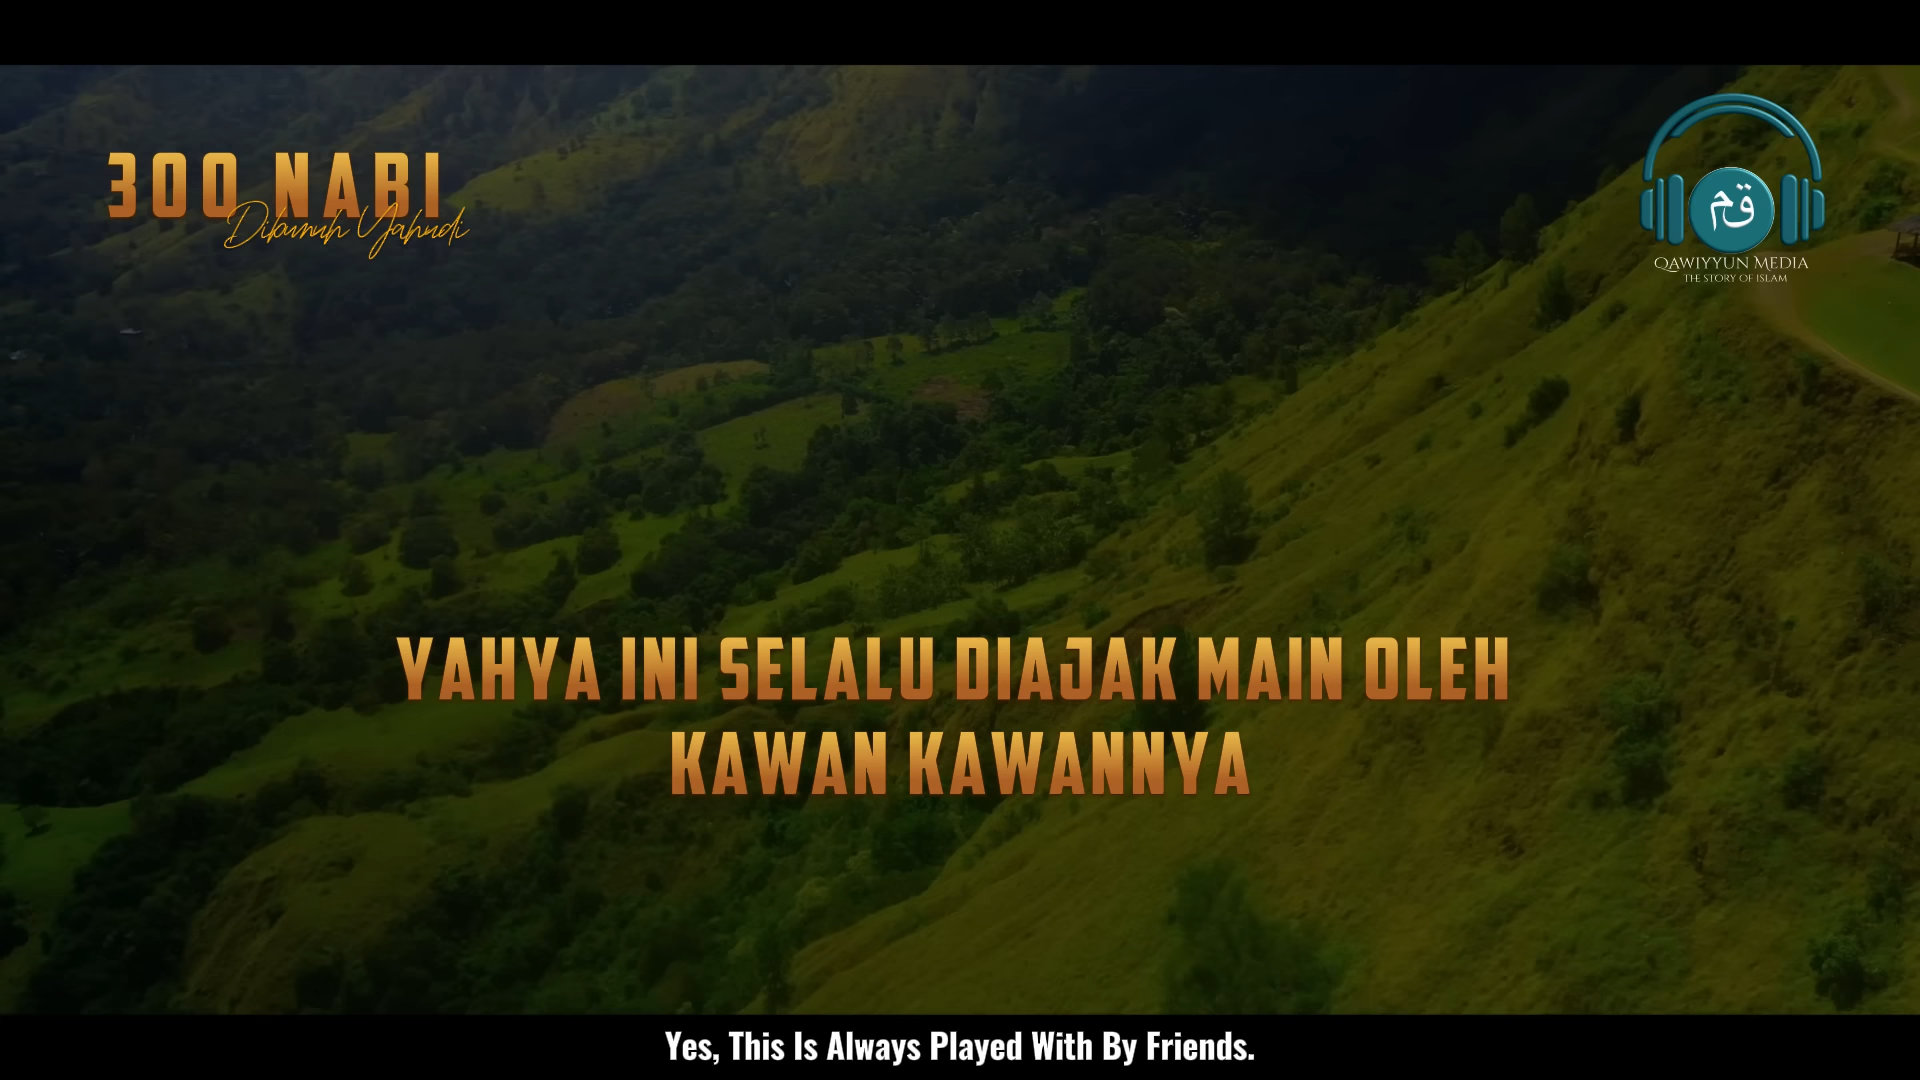 300 NABI
Dibunuh Yahudi
قم
QAWIYYUN MEDIA
THE STORY OF ISLAM
YAHYA INI SELALU DIAJAK MAIN OLEH
KAWAN KAWANNYA
Yes, This Is Always Played With By Friends.